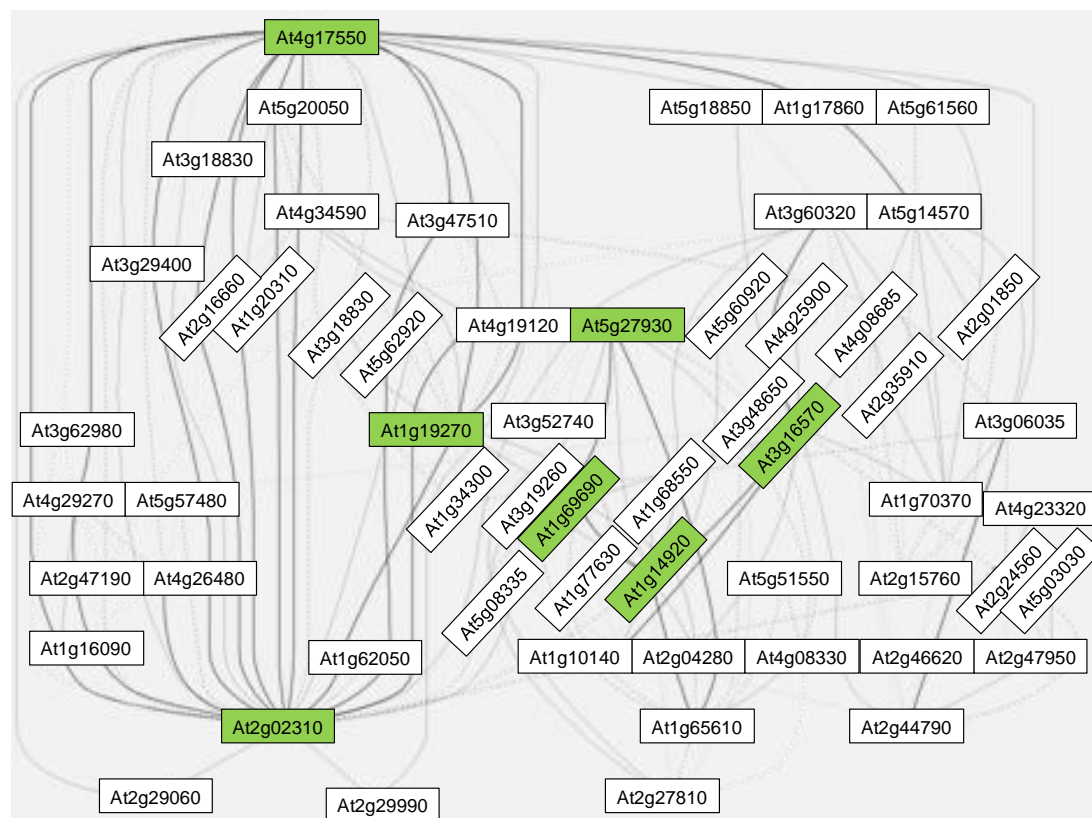 At4g17550
At5g20050
At5g18850 At1g17860 At5g61560
At3g18830
At4g34590
At3g47510
At3g60320 At5g14570
At3g29400
At2g16660
At1g20310
At3g18830
At5g62920
At4g19120 At5g27930
At5g60920
At4g25900
At4g08685
At2g01850
At2g35910
At3g48650
At3g16570
At3g62980
At1g19270
At3g52740
At3g06035
At1g34300
At3g19260
At1g69690
At1g68550
At4g29270 At5g57480
At1g70370
At4g23320
At2g47190 At4g26480
At5g08335
At1g77630
At1g14920
At5g51550
At2g15760
At2g24560
At5g03030
At1g16090
At1g62050
At1g10140 At2g04280 At4g08330 At2g46620 At2g47950
At2g02310
At1g65610
At2g44790
At2g29060
At2g29990
At2g27810